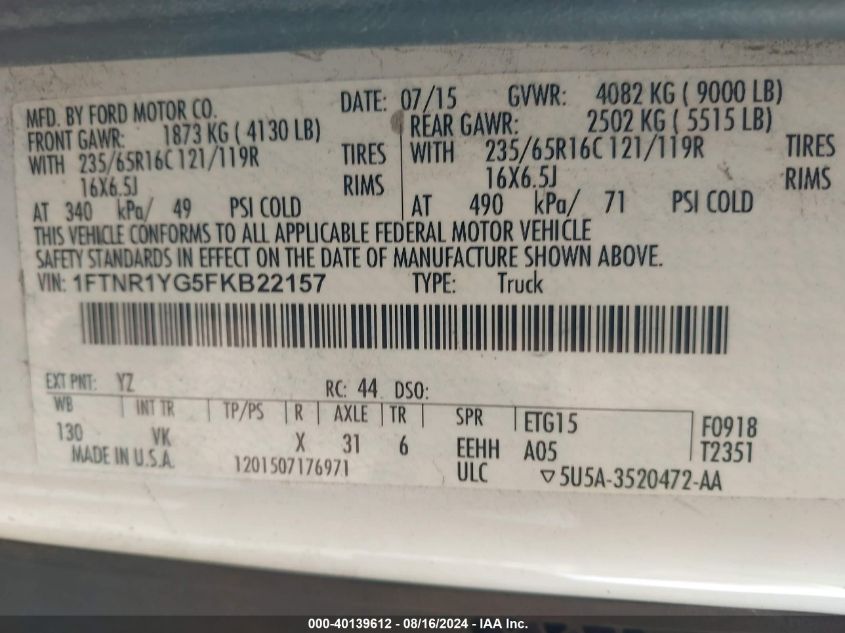 MFD. BY FORD MOTOR CO. DATE: 07/15 GVWR: 4082 KG ( 9000 LB)
FRONT GAWR: 1873 KG ( 4130 LB) REAR GAWR: 2502 KG ( 5515 LB)
WITH 235/65R16C 121/119R TIRES WITH 235/65R16C 121/119R TIRES
16X6.5J RIMS 16X6.5J RIMS
AT 340 kPa/ 49 PSI COLD AT 490 kPa/ 71 PSI COLD
THIS VEHICLE CONFORMS TO ALL APPLICABLE FEDERAL MOTOR VEHICLE
SAFETY STANDARDS IN EFFECT ON THE DATE OF MANUFACTURE SHOWN ABOVE.
VIN: 1FTNR1YG5FKB22157 TYPE: Truck
EXT PNT: YZ RC: 44 DSO:
WB INT TR TP/PS R AXLE TR SPR ETG15 F0918
130 VK X 31 6 EEHH A05 T2351
MADE IN U.S.A. 1201507176971 ULC ▽5U5A-3520472-AA
000-40139612 - 08/16/2024 - IAA Inc.